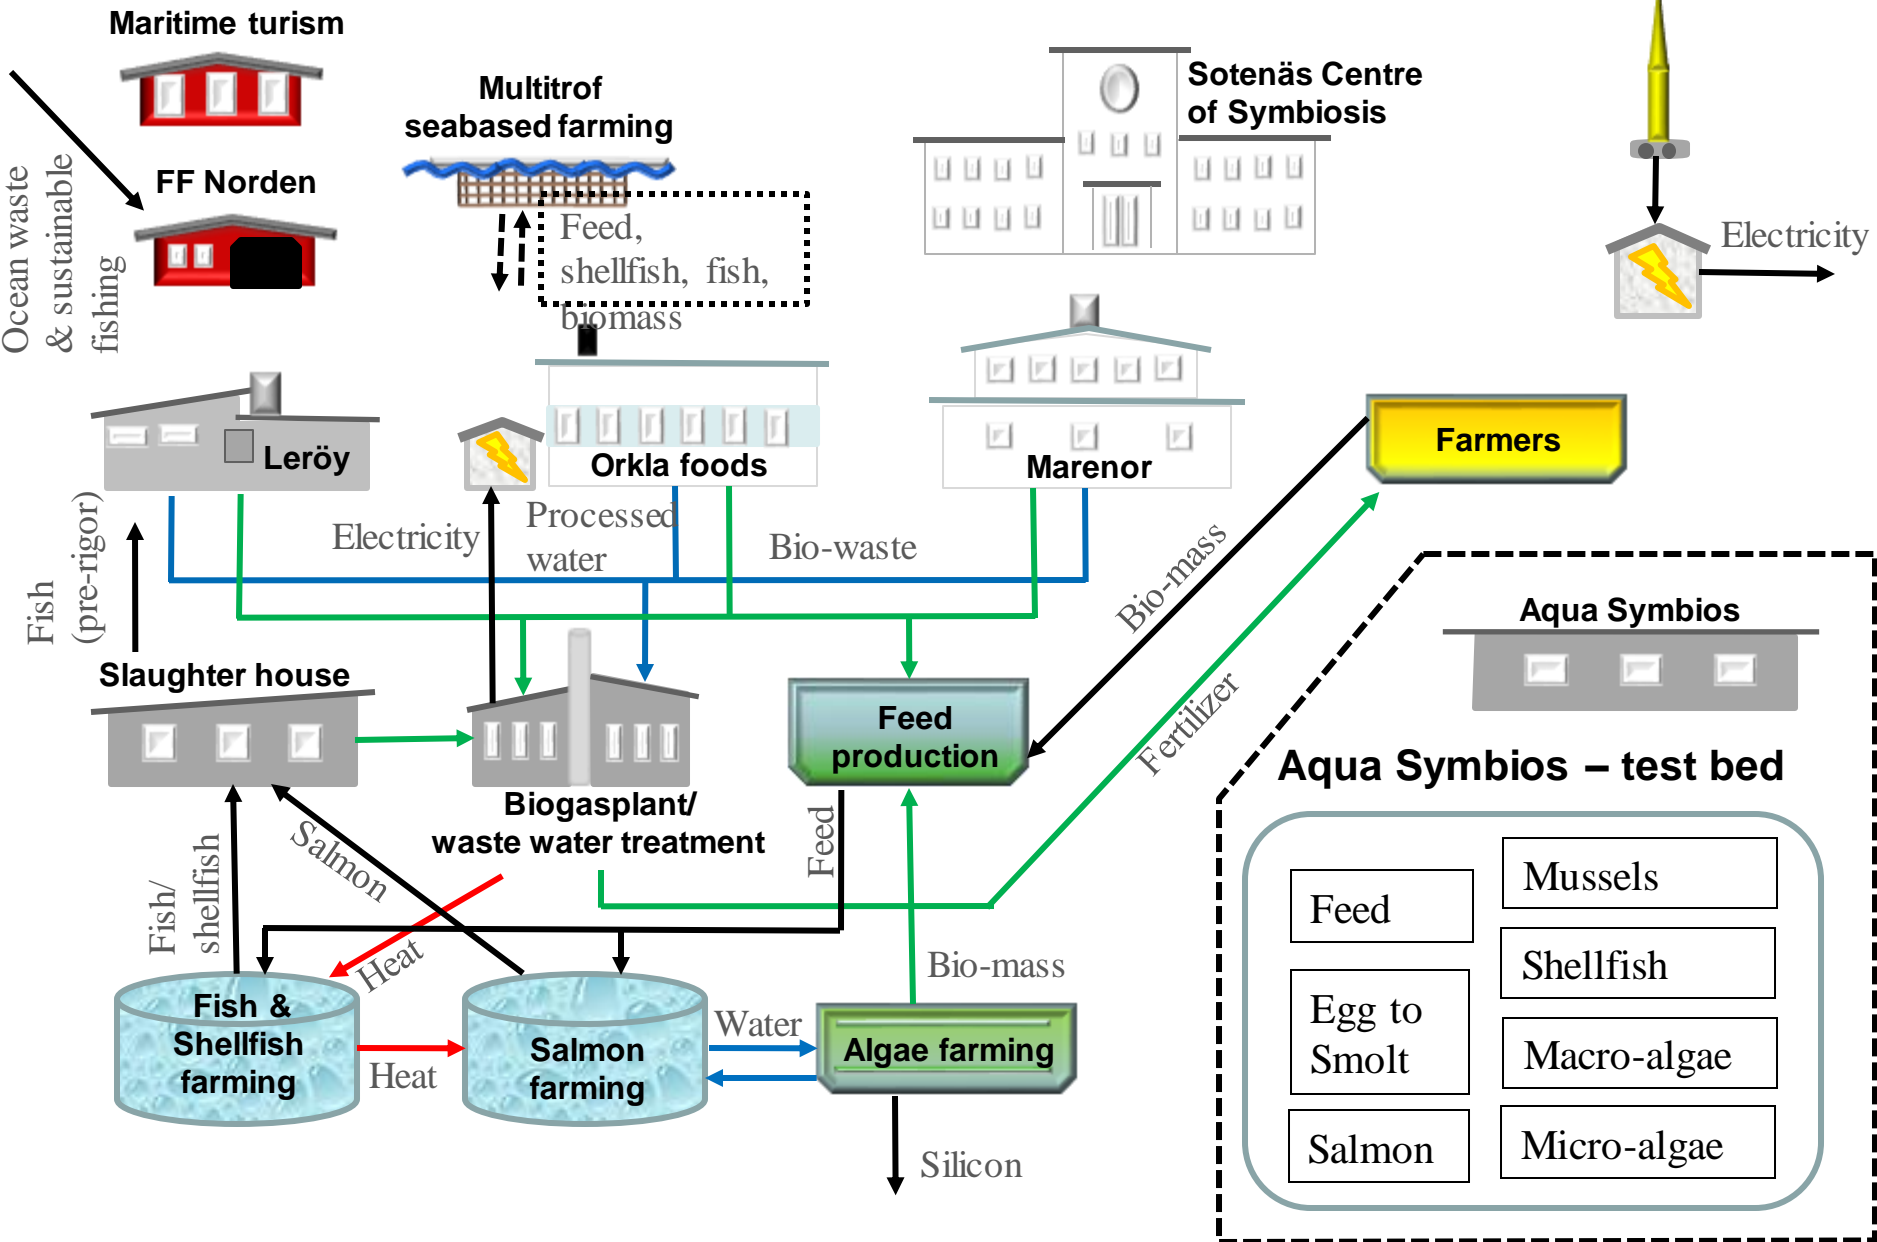 Maritime turism
Multitrof
seabased farming
Sotenäs Centre
of Symbiosis
Ocean waste
& sustainable
fishing
FF Norden
Feed,
shellfish, fish,
biomass
Electricity
Leröy
Orkla foods
Marenor
Farmers
Fish
(pre-rigor)
Electricity
Processed
water
Bio-waste
Bio-mass
Fertilizer
Slaughter house
Feed
production
Biogasplant/
waste water treatment
Feed
Fish/
shellfish
Salmon
Heat
Bio-mass
Fish &
Shellfish
farming
Heat
Salmon
farming
Water
Algae farming
Silicon
Aqua Symbios
Aqua Symbios – test bed
Feed
Egg to
Smolt
Salmon
Mussels
Shellfish
Macro-algae
Micro-algae